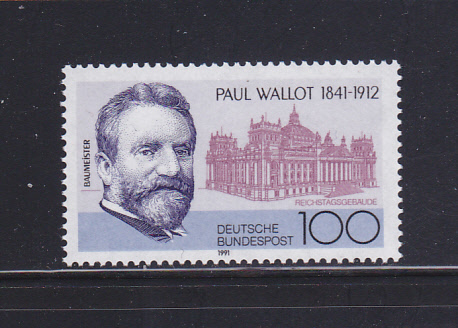 PAUL WALLOT 1841-1912
BAUMEISTER
REICHSTAGSGEBÄUDE
DEUTSCHE
BUNDESPOST 100
1991